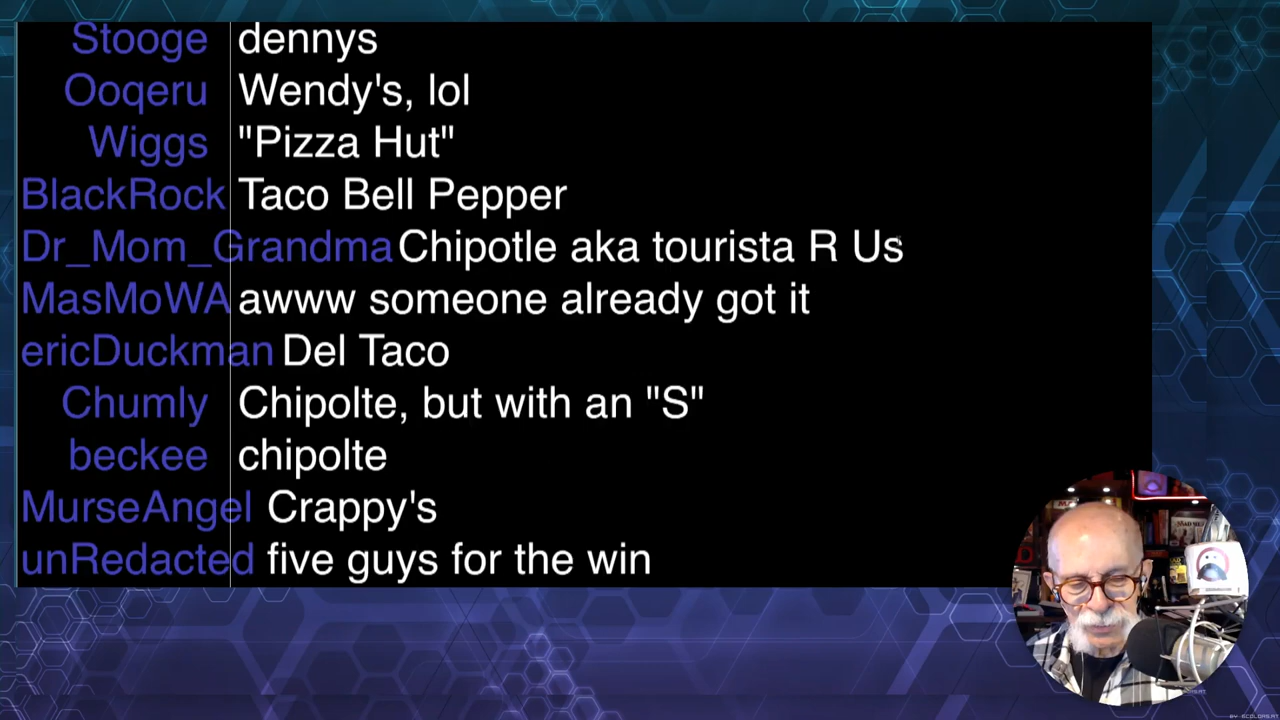 Stooge dennys
Ooqeru Wendy's, lol
Wiggs "Pizza Hut"
BlackRock Taco Bell Pepper
Dr_Mom_Grandma Chipotle aka tourista R Us
MasMoWA awww someone already got it
ericDuckman Del Taco
Chumly Chipolte, but with an "S"
beckee chipolte
MurseAngel Crappy's
unRedacted five guys for the win